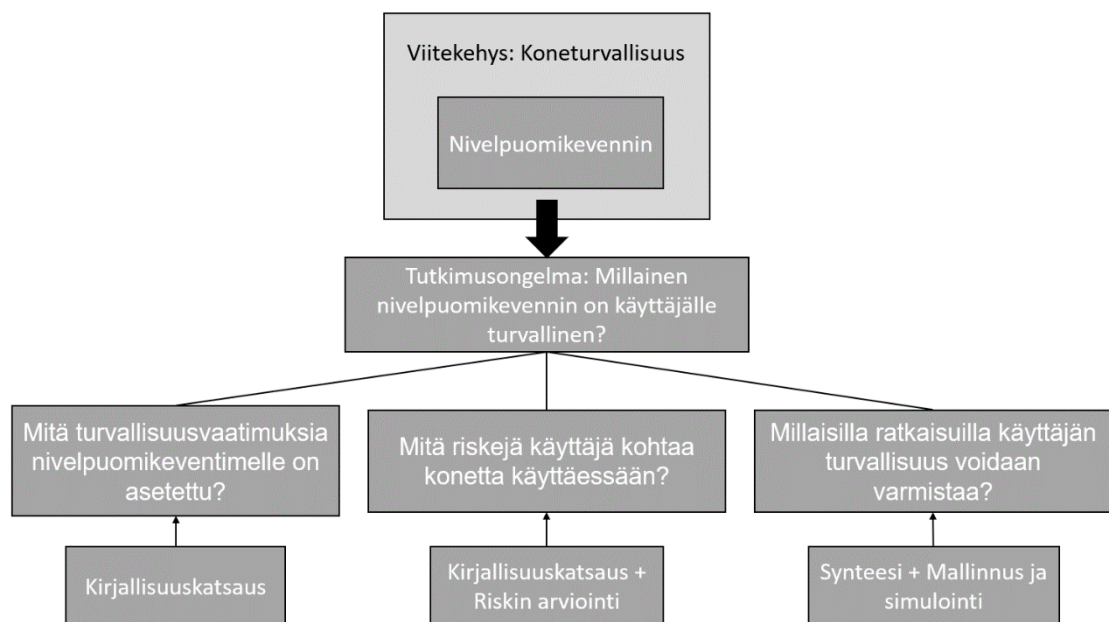 Viitekehys: Koneturvallisuus
Nivelpuomikevennin
Tutkimusongelma: Millainen
nivelpuomikevennin on käyttäjälle
turvallinen?
Mitä turvallisuusvaatimuksia
nivelpuomikeventimelle on
asetettu?
Mitä riskejä käyttäjä kohtaa
konetta käyttäessään?
Millaisilla ratkaisuilla käyttäjän
turvallisuus voidaan
varmistaa?
Kirjallisuuskatsaus
Kirjallisuuskatsaus +
Riskin arviointi
Synteesi + Mallinnus ja
simulointi